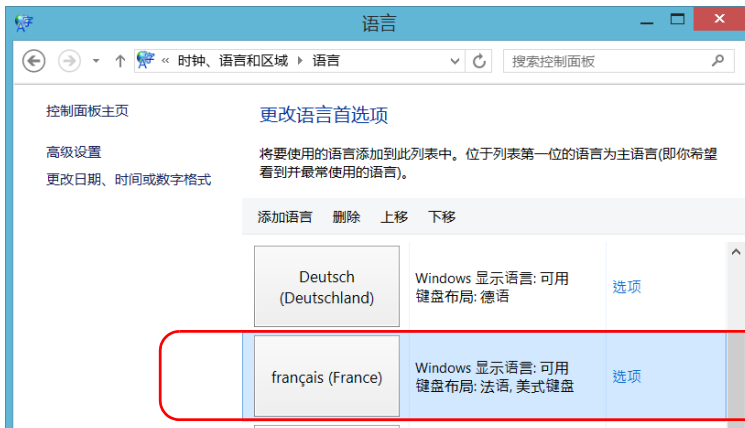 语言
« 时钟、语言和区域 ▸ 语言
搜索控制面板
控制面板主页
高级设置
更改日期、时间或数字格式
更改语言首选项
将要使用的语言添加到此列表中。位于列表第一位的语言为主语言(即你希望
看到并最常使用的语言)。
添加语言 删除 上移 下移
Deutsch
(Deutschland)
Windows 显示语言: 可用
键盘布局: 德语
选项
français (France)
Windows 显示语言: 可用
键盘布局: 法语, 美式键盘
选项